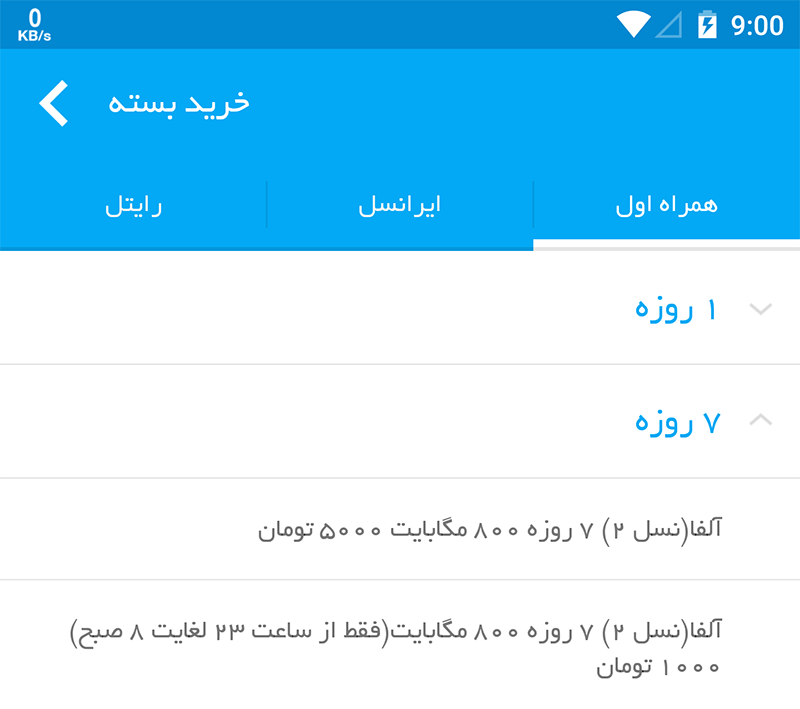 0
KB/s
9:00
خرید بسته
همراه اول
ایرانسل
رایتل
۱ روزه
۷ روزه
آلفا(نسل ۲) ۷ روزه ۸۰۰ مگابایت ۵۰۰۰ تومان
آلفا(نسل ۲) ۷ روزه ۸۰۰ مگابایت(فقط از ساعت ۲۳ لغایت ۸ صبح)
۱۰۰۰ تومان